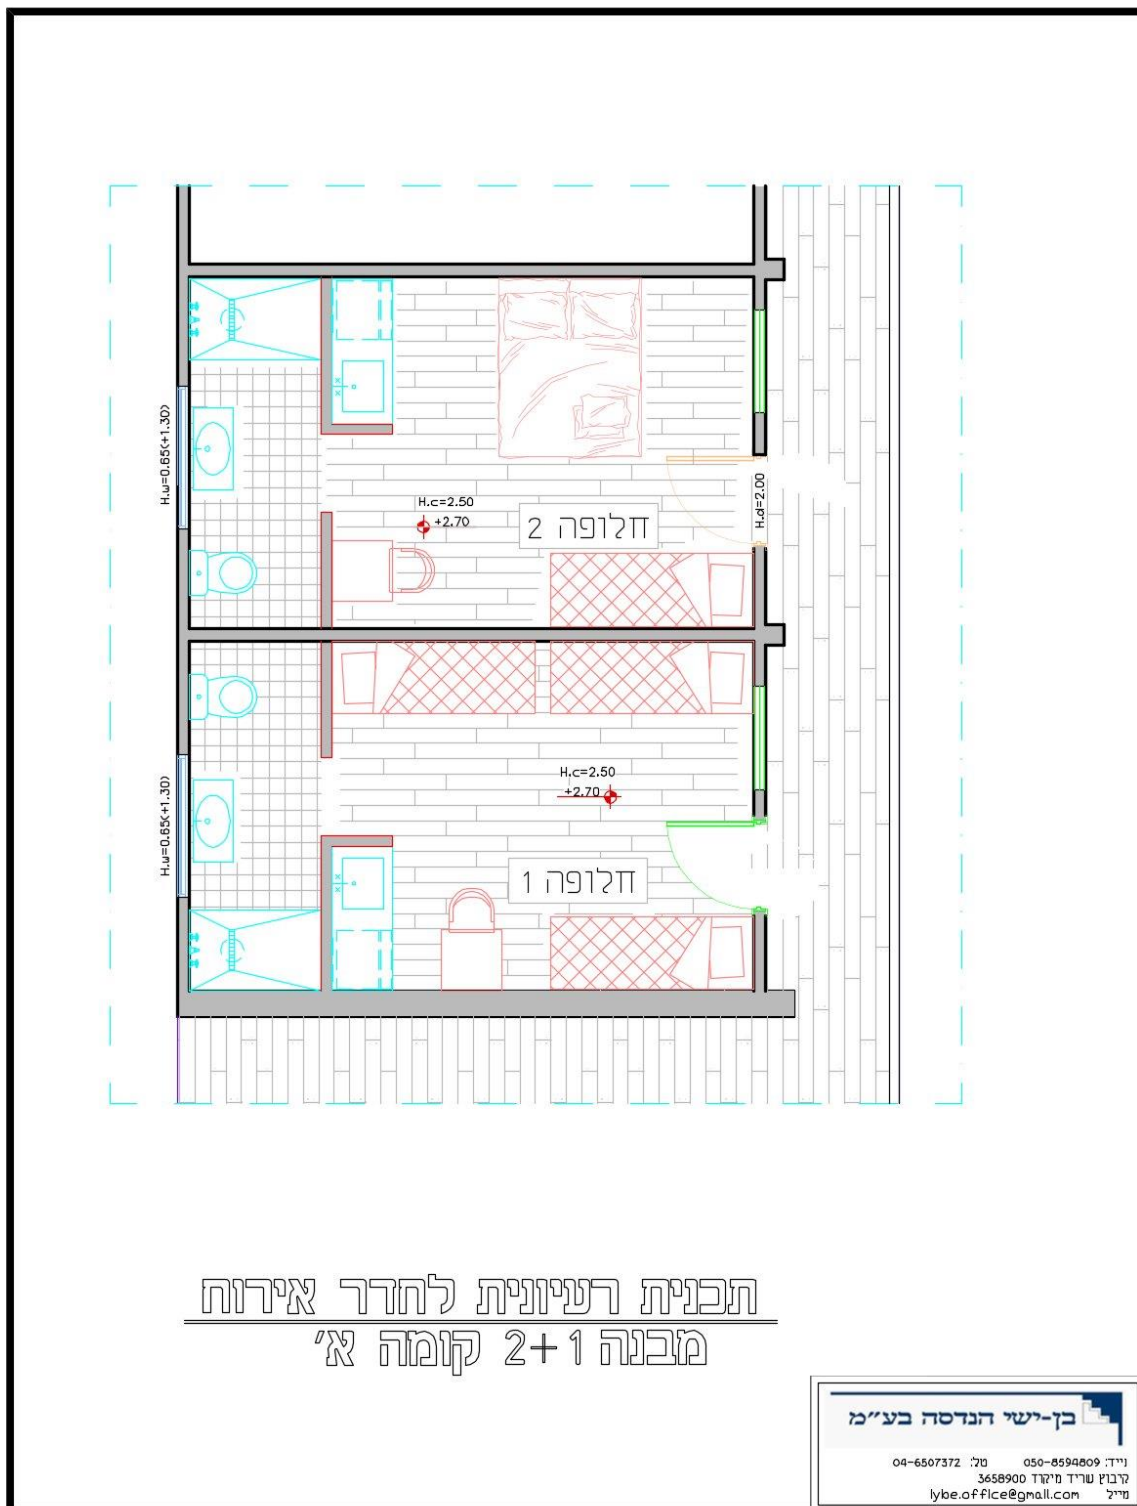 H.w=0.65(+1.30)
H.c=2.50
+2.70
חלופה 2
H.d=2.00
H.w=0.65(+1.30)
H.c=2.50
+2.70
חלופה 1
תכנית רעיונית לחדר אירוח
מבנה 1+2 קומה א'
בן-ישי הנדסה בע"מ
נייד: 050-8594809 טל: 04-6507372
קיבוץ שריד מיקוד 3658900
מייל lybe.office@gmail.com